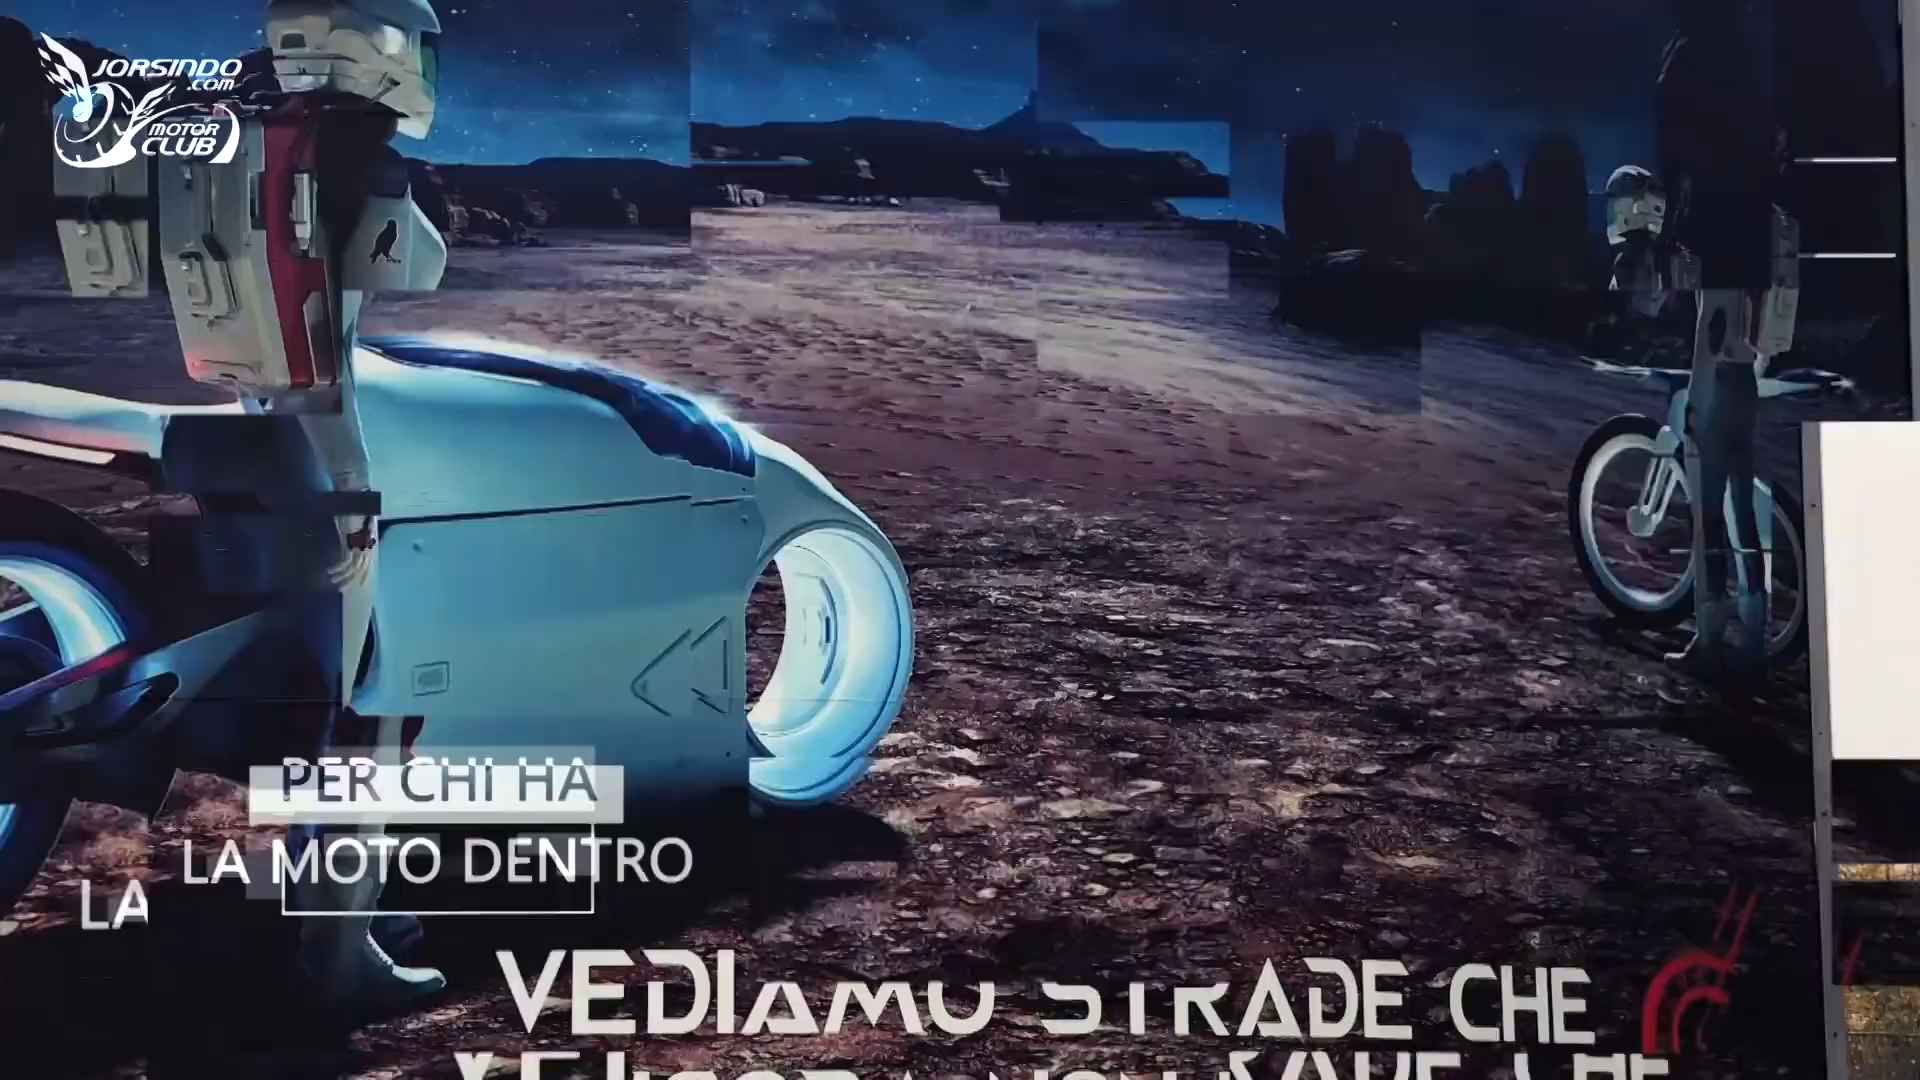 JORSINDO
.COM
MOTOR
CLUB
PER CHI HA
LA MOTO DENTRO
LA
VEDIAMO STRADE CHE